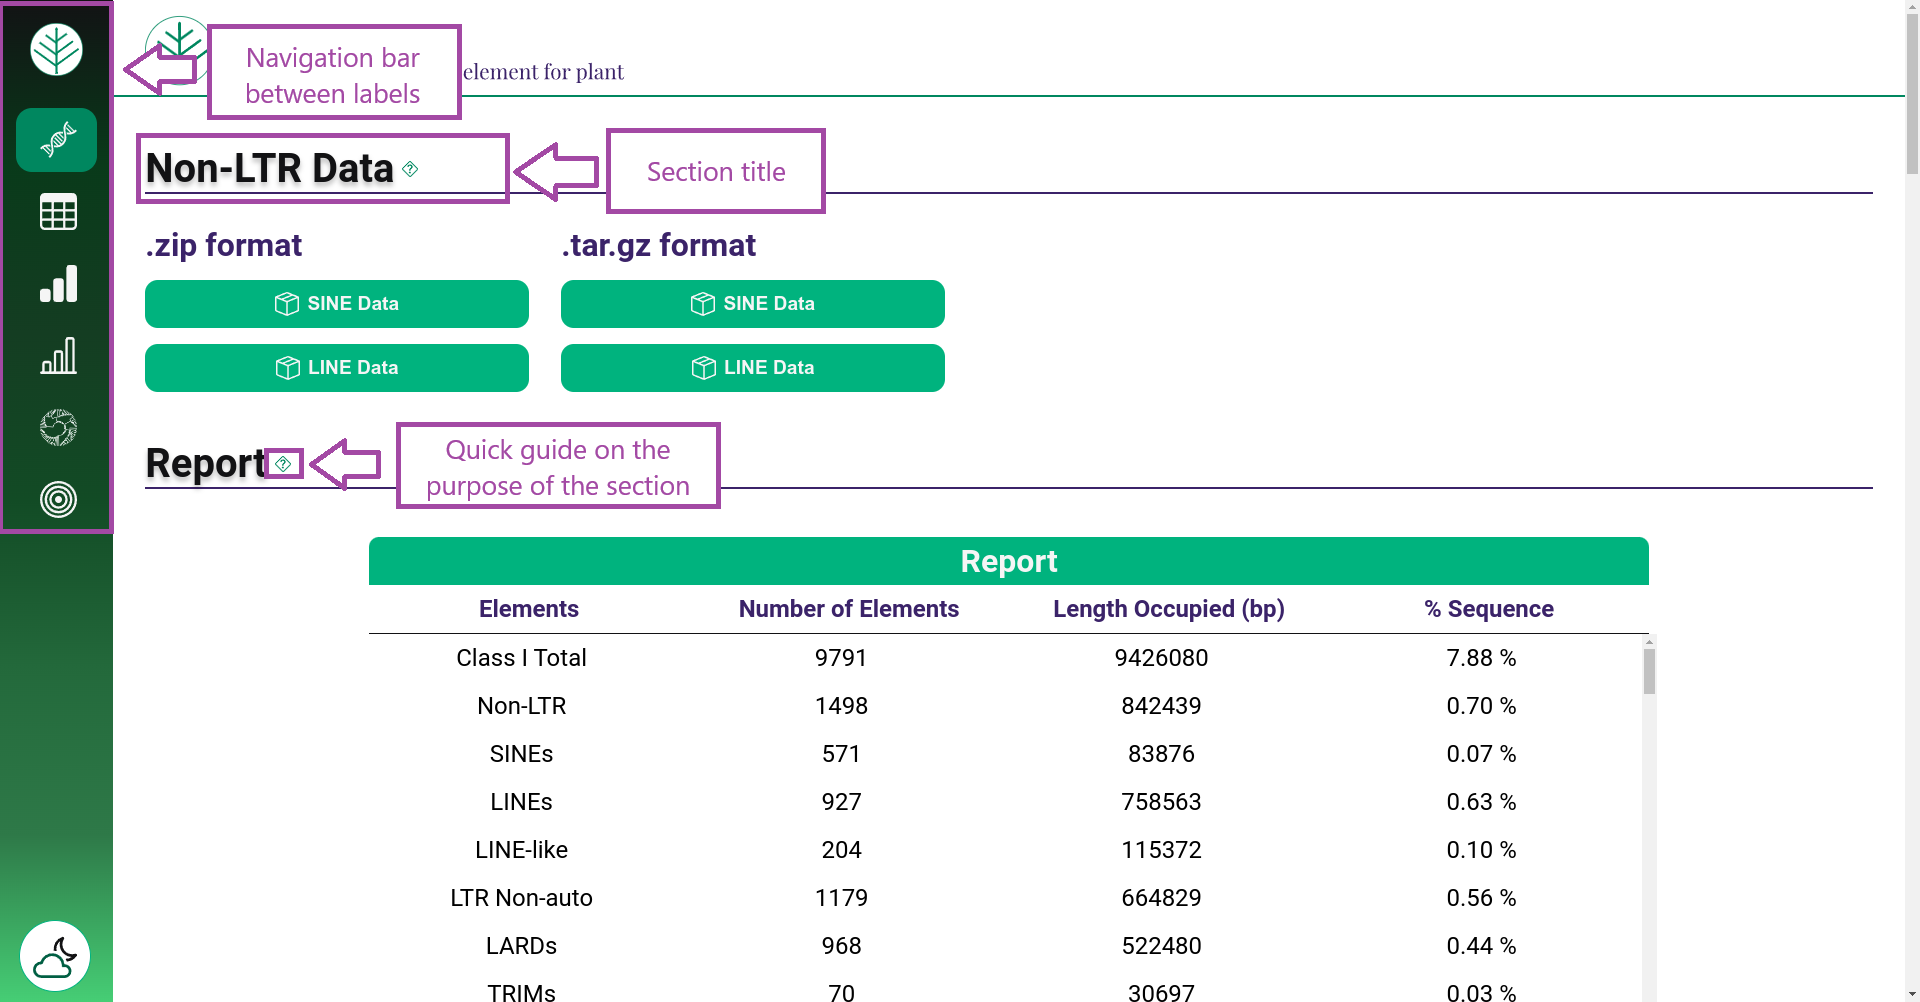 Navigation bar
between labels
element for plant
Non-LTR Data ?
Section title
.zip format
.tar.gz format
SINE Data
SINE Data
LINE Data
LINE Data
Report ?
Quick guide on the
purpose of the section
Report
Elements Number of Elements Length Occupied (bp) % Sequence
Class I Total 9791 9426080 7.88 %
Non-LTR 1498 842439 0.70 %
SINEs 571 83876 0.07 %
LINEs 927 758563 0.63 %
LINE-like 204 115372 0.10 %
LTR Non-auto 1179 664829 0.56 %
LARDs 968 522480 0.44 %
TRIMs 70 30697 0.03 %